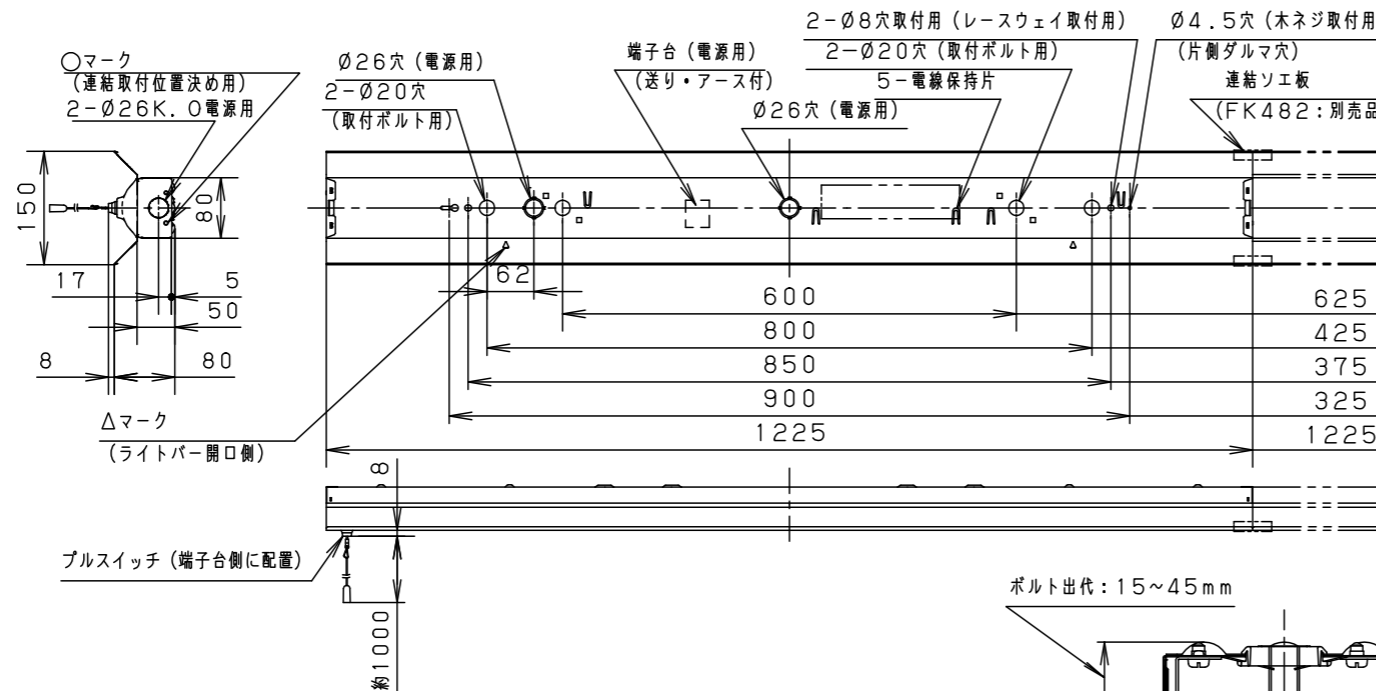 ○マーク
(連結取付位置決め用)
2-Ø26K.O電源用
Ø26穴(電源用)
2-Ø20穴
(取付ボルト用)
端子台(電源用)
(送り・アース付)
Ø26穴(電源用)
2-Ø8穴取付用(レースウェイ取付用)
2-Ø20穴(取付ボルト用)
5-電線保持片
Ø4.5穴(木ネジ取付用
(片側ダルマ穴)
連結ソエ板
(FK482:別売品
150
80
17
5
50
8
80
62
600
625
800
425
850
375
900
325
1225
1225
△マーク
(ライトバー開口側)
8
プルスイッチ(端子台側に配置)
約1000
ボルト出代:15~45mm